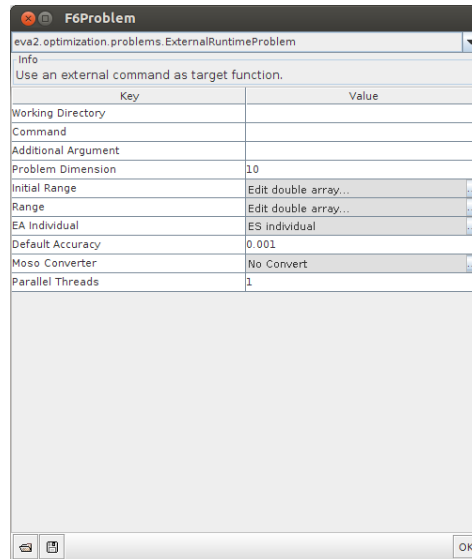 F6Problem
eva2.optimization.problems.ExternalRuntimeProblem
Info
Use an external command as target function.
Key Value
Working Directory
Command
Additional Argument
Problem Dimension 10
Initial Range Edit double array...
Range Edit double array...
EA Individual ES individual
Default Accuracy 0.001
Moso Converter No Convert
Parallel Threads 1
OK